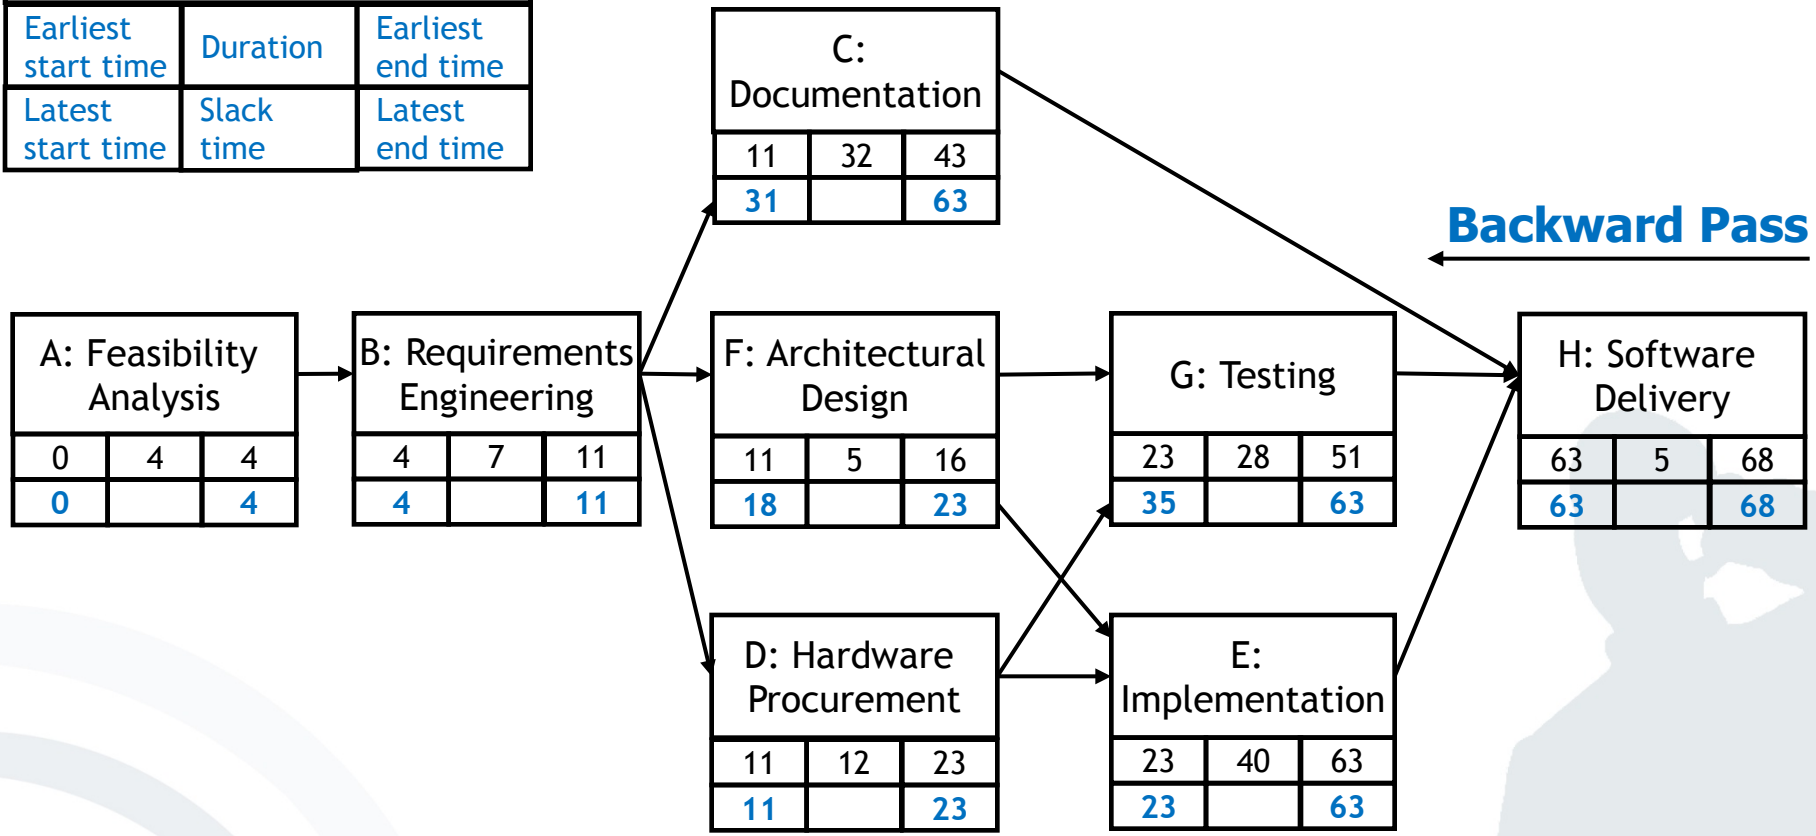 Earliest
start time
Duration
Earliest
end time
Latest
start time
Slack
time
Latest
end time
C:
Documentation
11 32 43
31 63
Backward Pass
A: Feasibility
Analysis
0 4 4
0 4
B: Requirements
Engineering
4 7 11
4 11
F: Architectural
Design
11 5 16
18 23
G: Testing
23 28 51
35 63
H: Software
Delivery
63 5 68
63 68
D: Hardware
Procurement
11 12 23
11 23
E:
Implementation
23 40 63
23 63